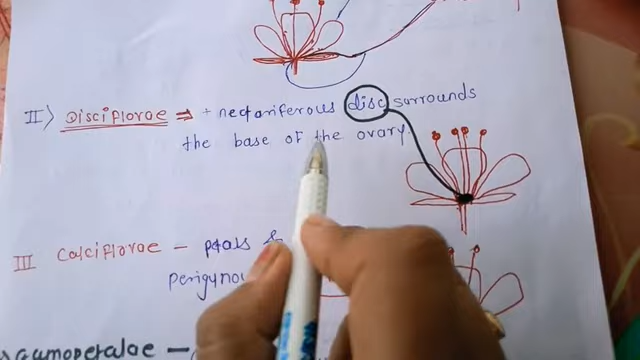 II) Disciflorae ⇒ + nectariferous disc surrounds
the base of the ovary.
III Calciflorae - petals &
perigynou
gamopetalae -